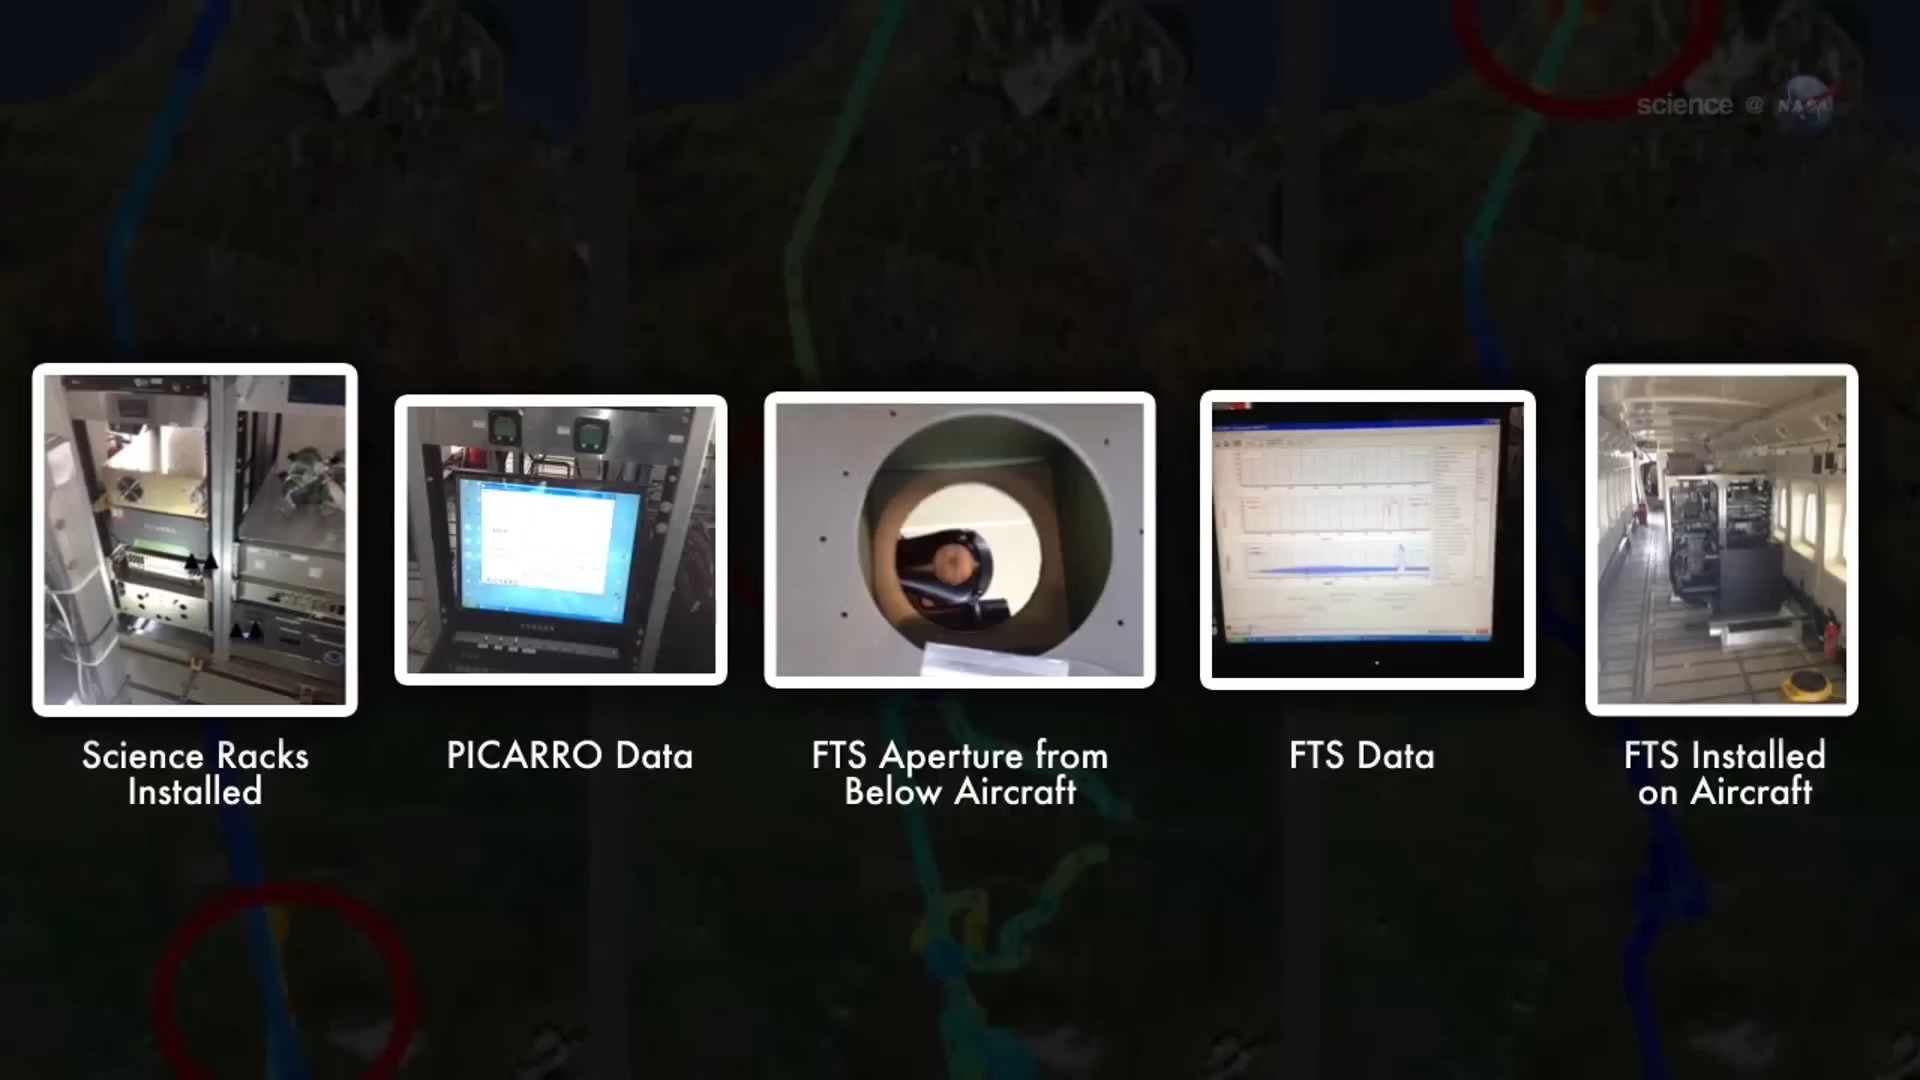 science @ NASA
Science Racks
Installed
PICARRO Data
FTS Aperture from
Below Aircraft
FTS Data
FTS Installed
on Aircraft